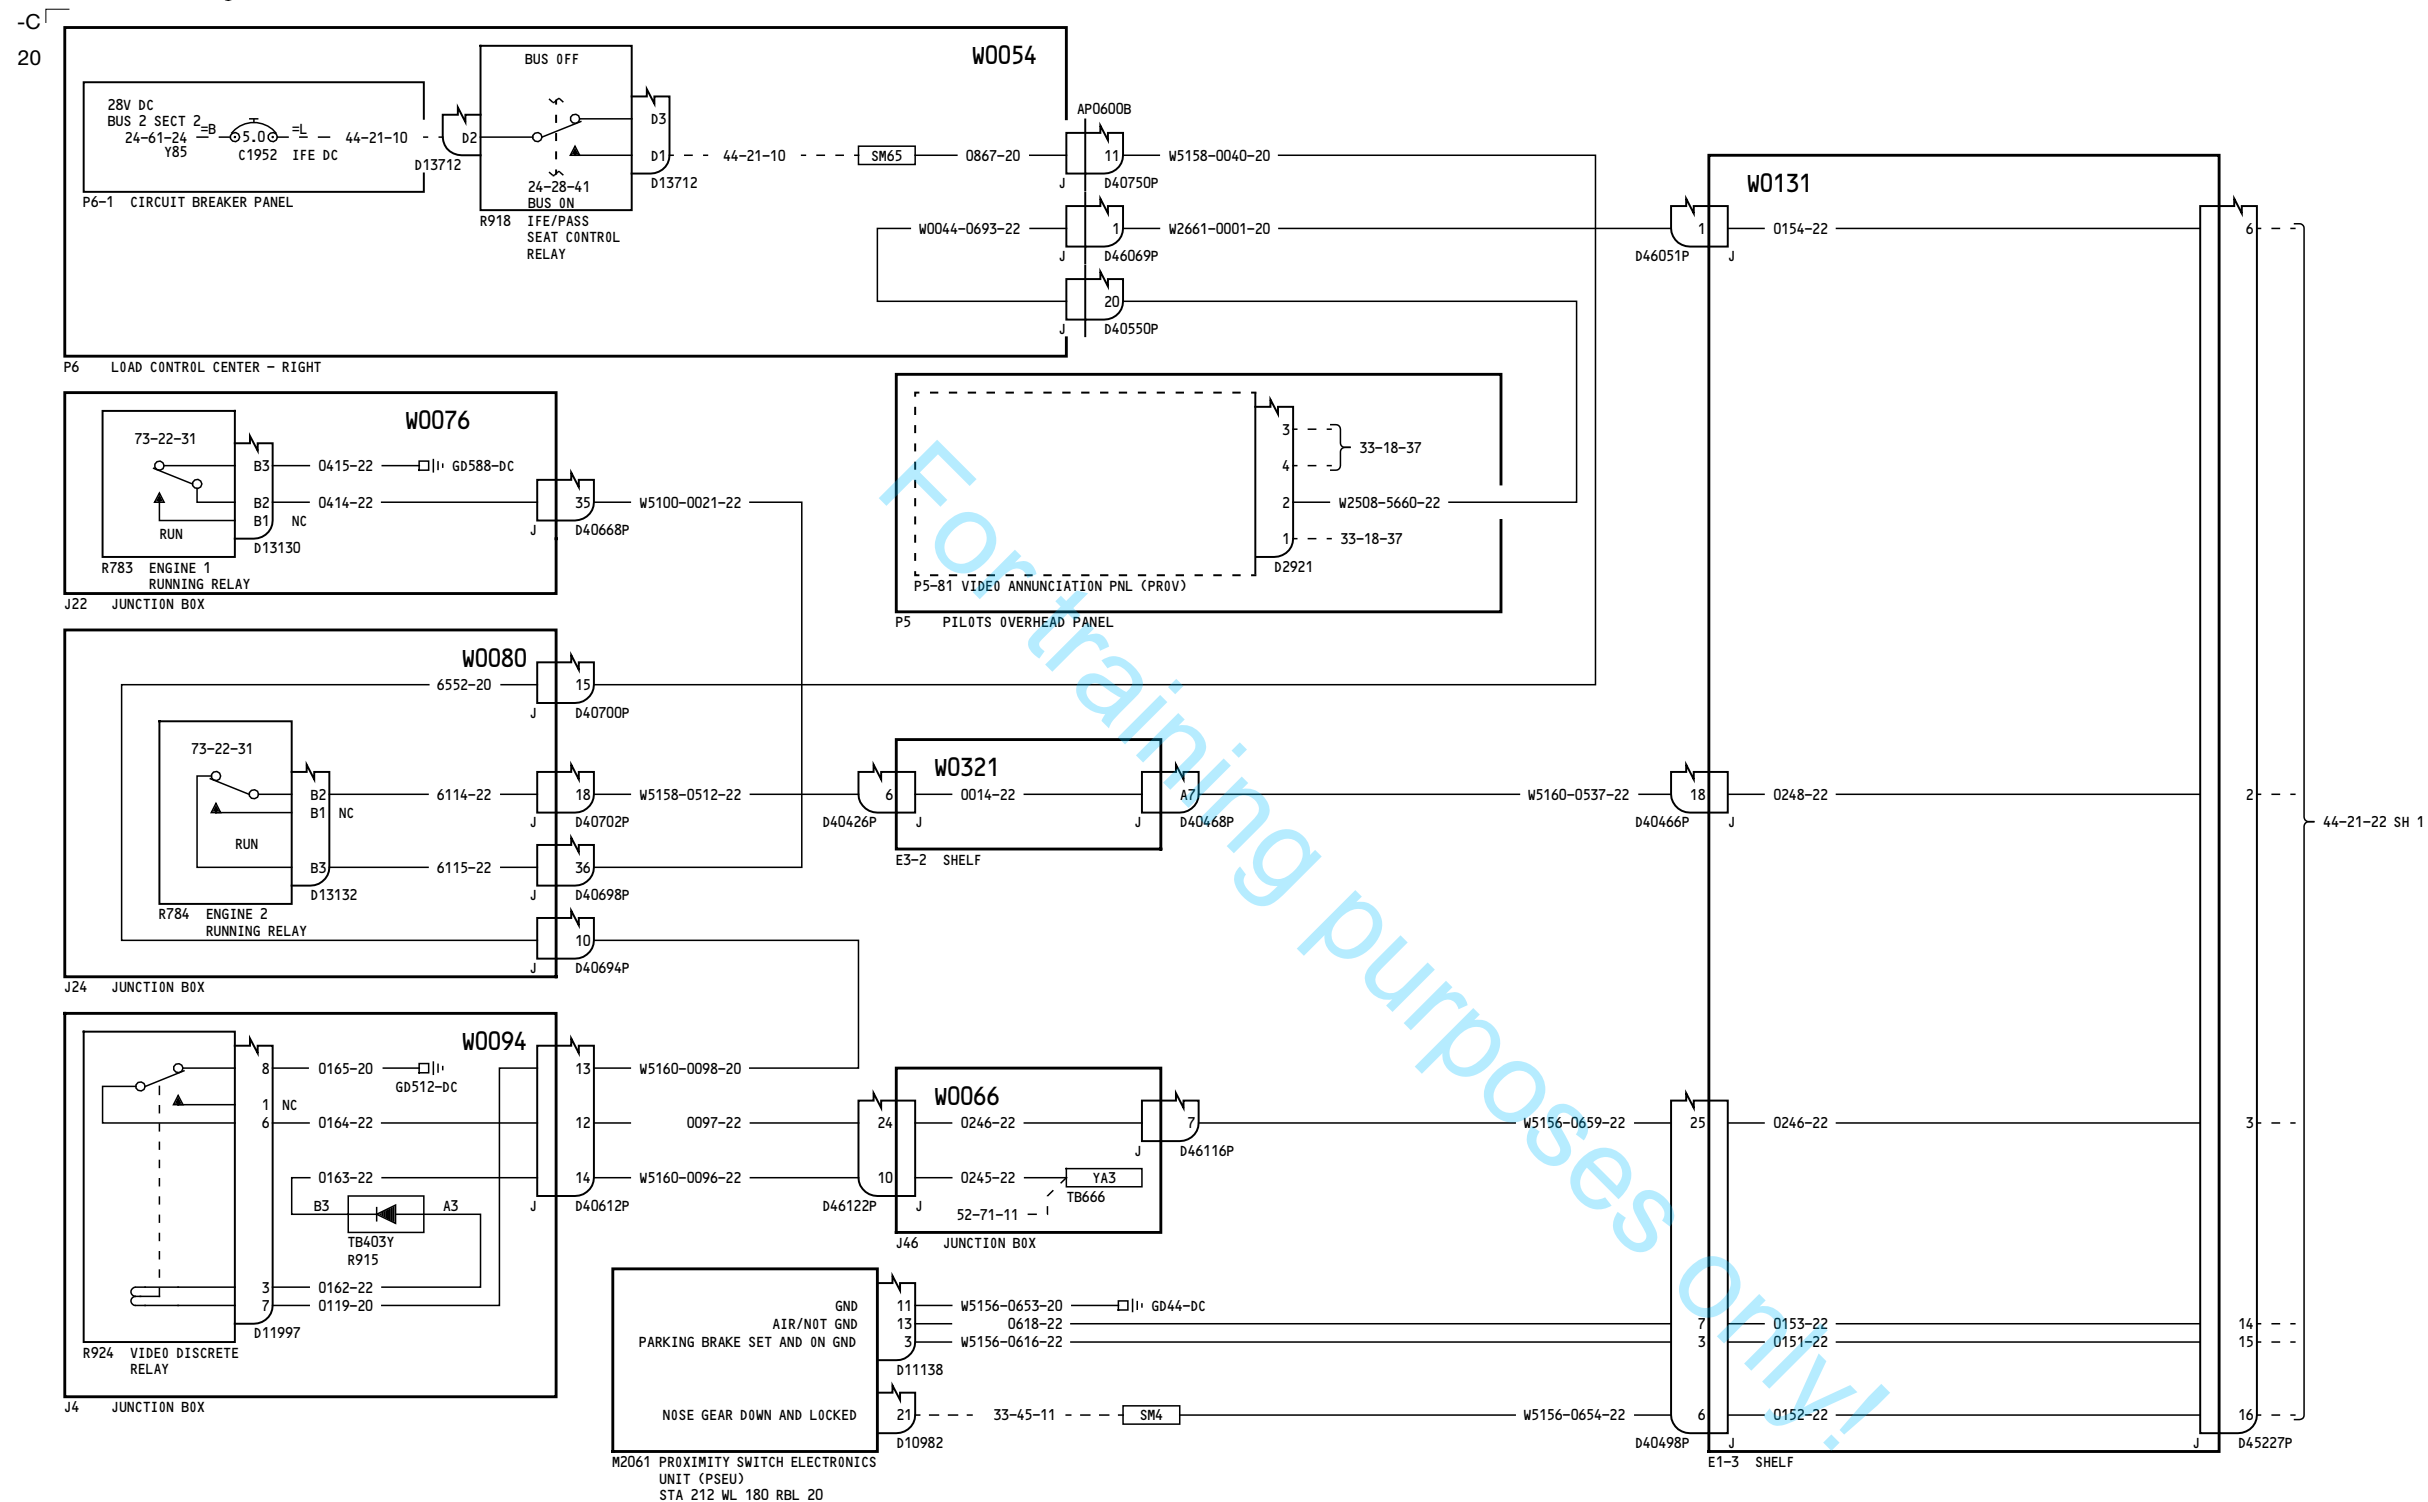 -C
20
W0054
BUS OFF
28V DC
BUS 2 SECT 2
24-61-24
Y85
=B
5.0
=L
C1952 IFE DC
44-21-10
D2
D13712
D3
D1
D13712
24-28-41
BUS ON
P6-1 CIRCUIT BREAKER PANEL
R918 IFE/PASS
SEAT CONTROL
RELAY
44-21-10
SM65
0867-20
AP0600B
11
J D40750P
W5158-0040-20
W0044-0693-22
1
J D46069P
W2661-0001-20
20
J D40550P
P6 LOAD CONTROL CENTER - RIGHT
W0131
1
D46051P J
0154-22
6
W0076
73-22-31
RUN
B3
B2
B1 NC
D13130
0415-22
GD588-DC
0414-22
35
J D40668P
W5100-0021-22
R783 ENGINE 1
RUNNING RELAY
J22 JUNCTION BOX
3
4
33-18-37
2
W2508-5660-22
1
33-18-37
D2921
P5-81 VIDEO ANNUNCIATION PNL (PROV)
P5 PILOTS OVERHEAD PANEL
W0080
6552-20
15
J D40700P
73-22-31
RUN
B2
B1 NC
B3
D13132
6114-22
18
J D40702P
W5158-0512-22
6115-22
36
J D40698P
R784 ENGINE 2
RUNNING RELAY
10
J D40694P
J24 JUNCTION BOX
W0321
6
D40426P J
0014-22
A7
J D40468P
E3-2 SHELF
W5160-0537-22
18
D40466P J
0248-22
2
44-21-22 SH 1
W0094
8
0165-20
GD512-DC
1 NC
6
0164-22
0163-22
B3
A3
TB403Y
R915
3
0162-22
7
0119-20
D11997
R924 VIDEO DISCRETE
RELAY
J4 JUNCTION BOX
13
W5160-0098-20
12
0097-22
14
W5160-0096-22
J D40612P
W0066
24
0246-22
7
J D46116P
10
0245-22
YA3
TB666
52-71-11
D46122P J
J46 JUNCTION BOX
W5156-0659-22
25
0246-22
3
GND 11
W5156-0653-20
GD44-DC
AIR/NOT GND 13
0618-22
7
0153-22
14
PARKING BRAKE SET AND ON GND 3
W5156-0616-22
3
0151-22
15
D11138
NOSE GEAR DOWN AND LOCKED 21
33-45-11
SM4
W5156-0654-22
6
0152-22
16
D10982
D40498P J
J D45227P
M2061 PROXIMITY SWITCH ELECTRONICS
UNIT (PSEU)
STA 212 WL 180 RBL 20
E1-3 SHELF
For training purposes only!